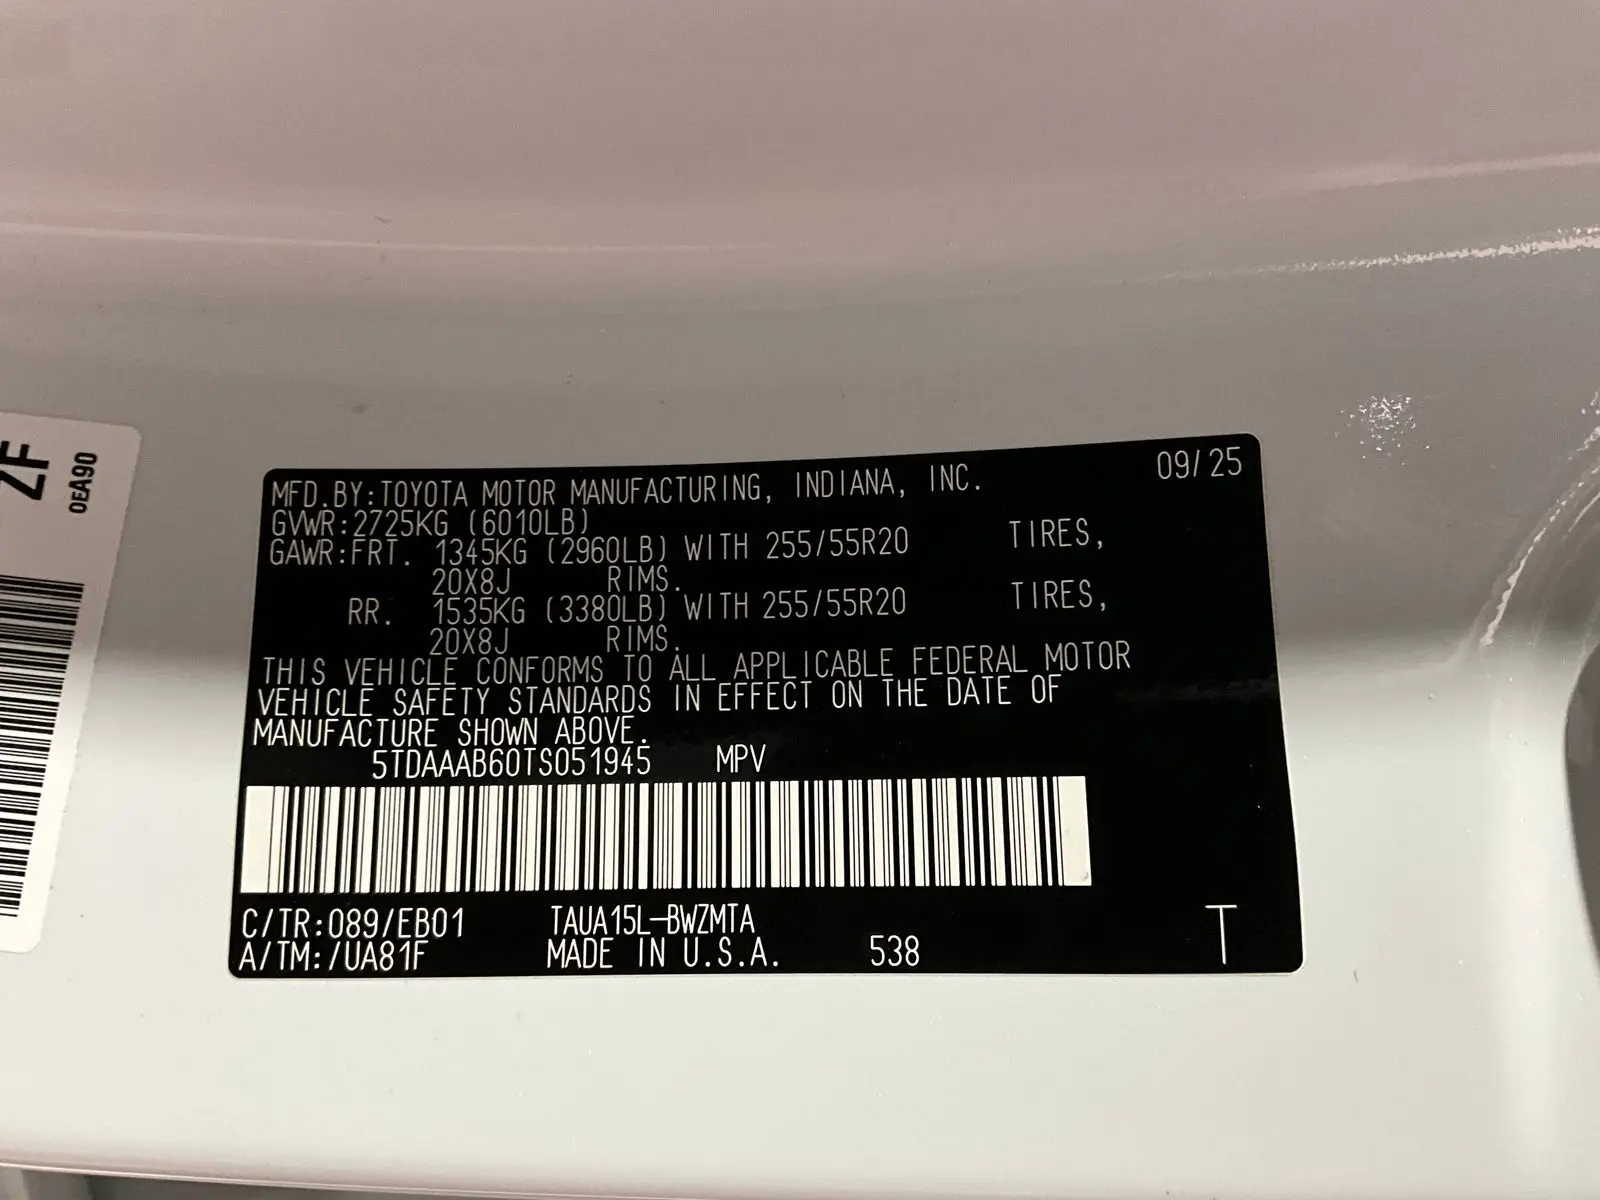 ZF
0EA90
MFD.BY:TOYOTA MOTOR MANUFACTURING, INDIANA, INC. 09/25
GVWR:2725KG (6010LB)
GAWR:FRT. 1345KG (2960LB) WITH 255/55R20 TIRES,
20X8J RIMS.
RR. 1535KG (3380LB) WITH 255/55R20 TIRES,
20X8J RIMS.
THIS VEHICLE CONFORMS TO ALL APPLICABLE FEDERAL MOTOR
VEHICLE SAFETY STANDARDS IN EFFECT ON THE DATE OF
MANUFACTURE SHOWN ABOVE.
5TDAAAB60TS051945 MPV
C/TR:089/EB01 TAUA15L-BWZMTA
A/TM:/UA81F MADE IN U.S.A. 538 T